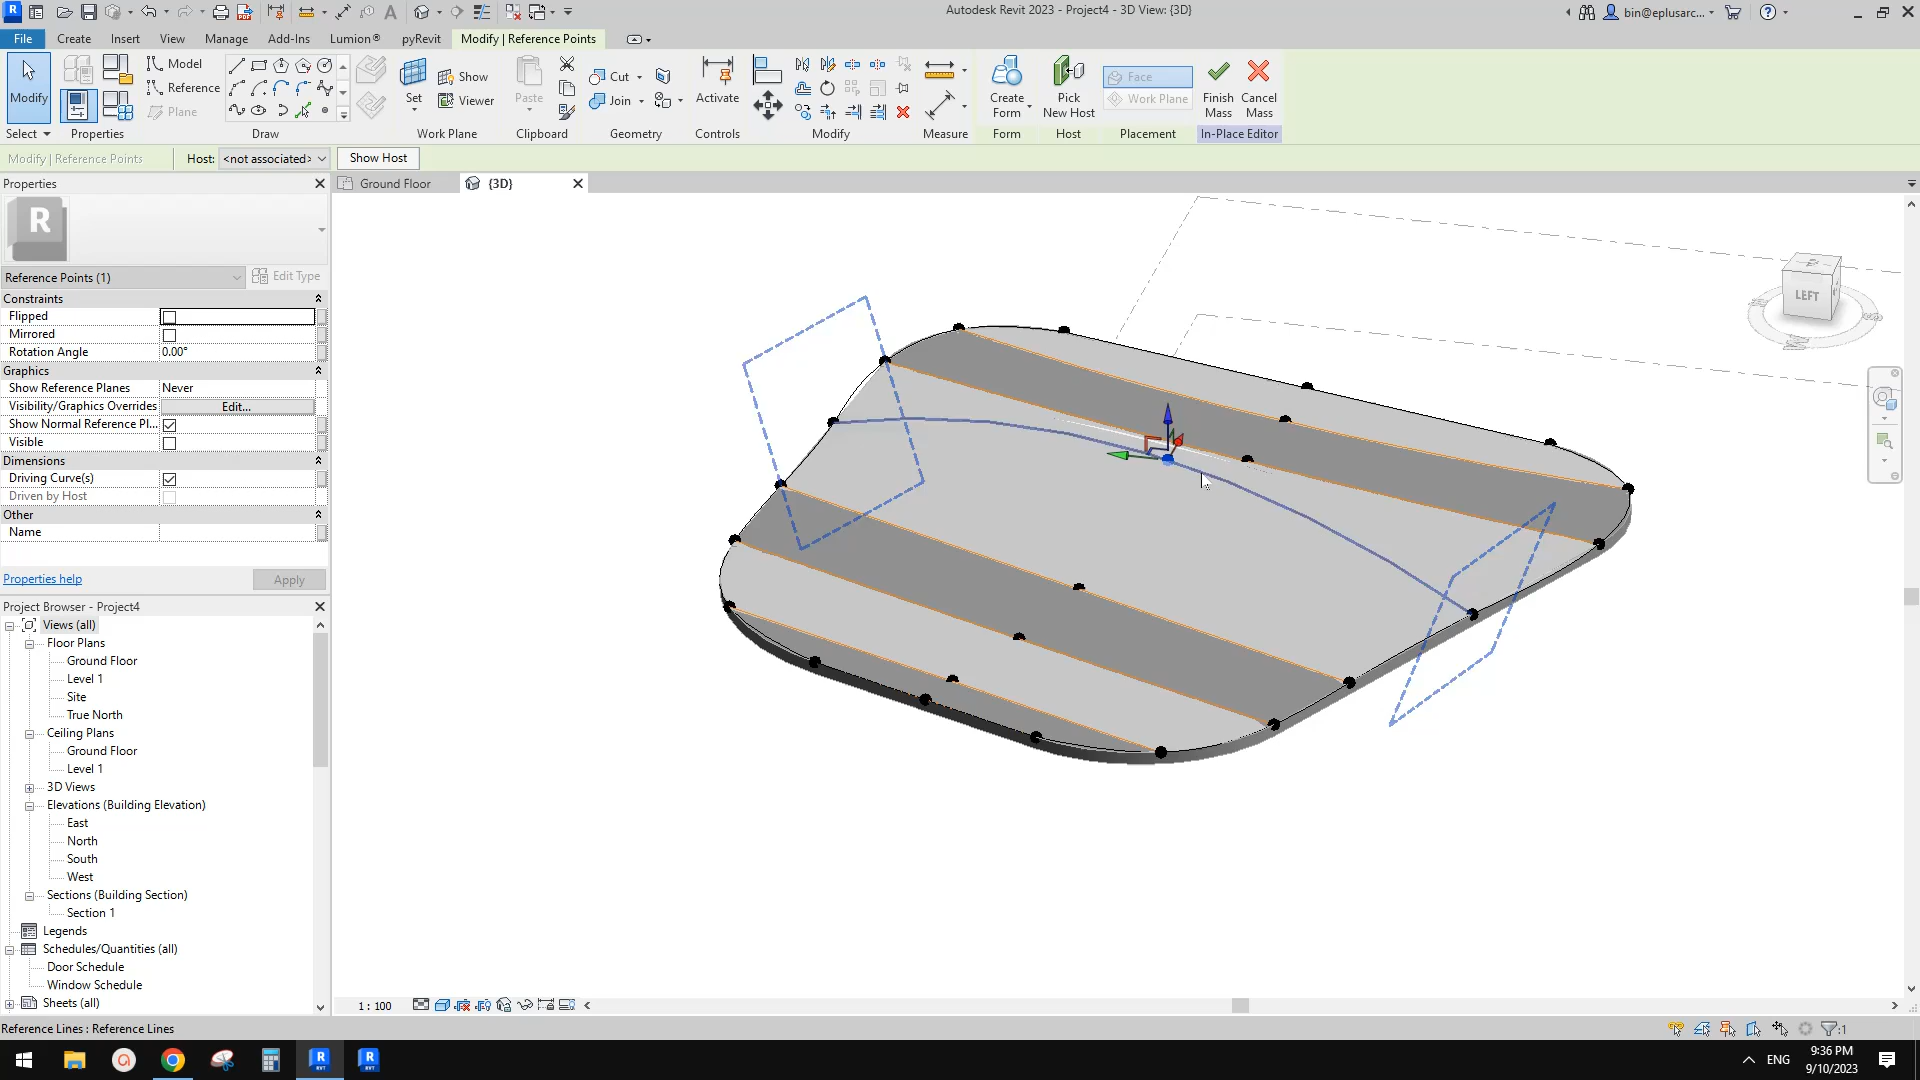 Autodesk Revit 2023 - Project4 - 3D View: {3D}
bin@eplusarc...
File
Create
Insert
View
Manage
Add-Ins
Lumion®
pyRevit
Modify | Reference Points
Modify
Select
Properties
Model
Reference
Plane
Draw
Set
Show
Viewer
Work Plane
Paste
Clipboard
Cut
Join
Geometry
Activate
Controls
Modify
Measure
Create Form
Form
Pick New Host
Host
Face
Work Plane
Placement
Finish Mass
Cancel Mass
In-Place Editor
Modify | Reference Points
Host: <not associated>
Show Host
Properties
Ground Floor
{3D}
R
Reference Points (1)
Edit Type
Constraints
Flipped
Mirrored
Rotation Angle 0.00°
Graphics
Show Reference Planes Never
Visibility/Graphics Overrides Edit...
Show Normal Reference Pl...
Visible
Dimensions
Driving Curve(s)
Driven by Host
Other
Name
Properties help
Apply
Project Browser - Project4
Views (all)
Floor Plans
Ground Floor
Level 1
Site
True North
Ceiling Plans
Ground Floor
Level 1
3D Views
Elevations (Building Elevation)
East
North
South
West
Sections (Building Section)
Section 1
Legends
Schedules/Quantities (all)
Door Schedule
Window Schedule
Sheets (all)
LEFT
1 : 100
Reference Lines : Reference Lines
:1
ENG
9:36 PM
9/10/2023